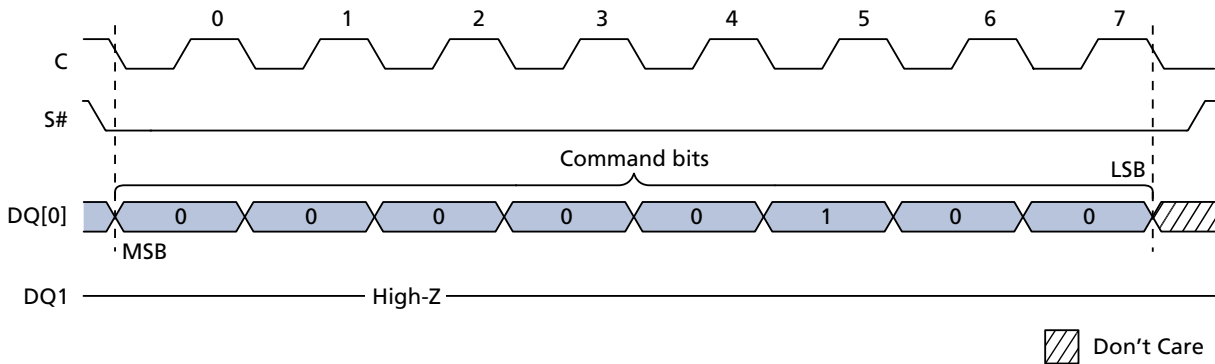 0 1 2 3 4 5 6 7
C
S#
Command bits
LSB
DQ[0] 0 0 0 0 0 1 0 0
MSB
DQ1 High-Z
Don't Care